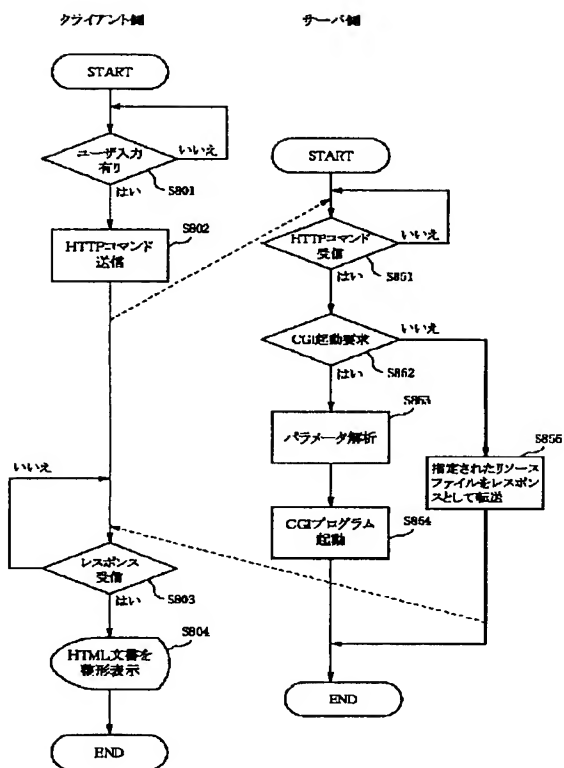 クライアント側
START
ユーザ入力
有り
いいえ
はい
S801
HTTPコマンド
送信
S802
いいえ
レスポンス
受信
はい
S803
HTML文書を
整形表示
S804
END
サーバ側
START
HTTPコマンド
受信
いいえ
はい
S851
CGI起動要求
いいえ
はい
S852
パラメータ解析
S853
CGIプログラム
起動
S854
指定されたリソース
ファイルをレスポン
スとして転送
S855
END